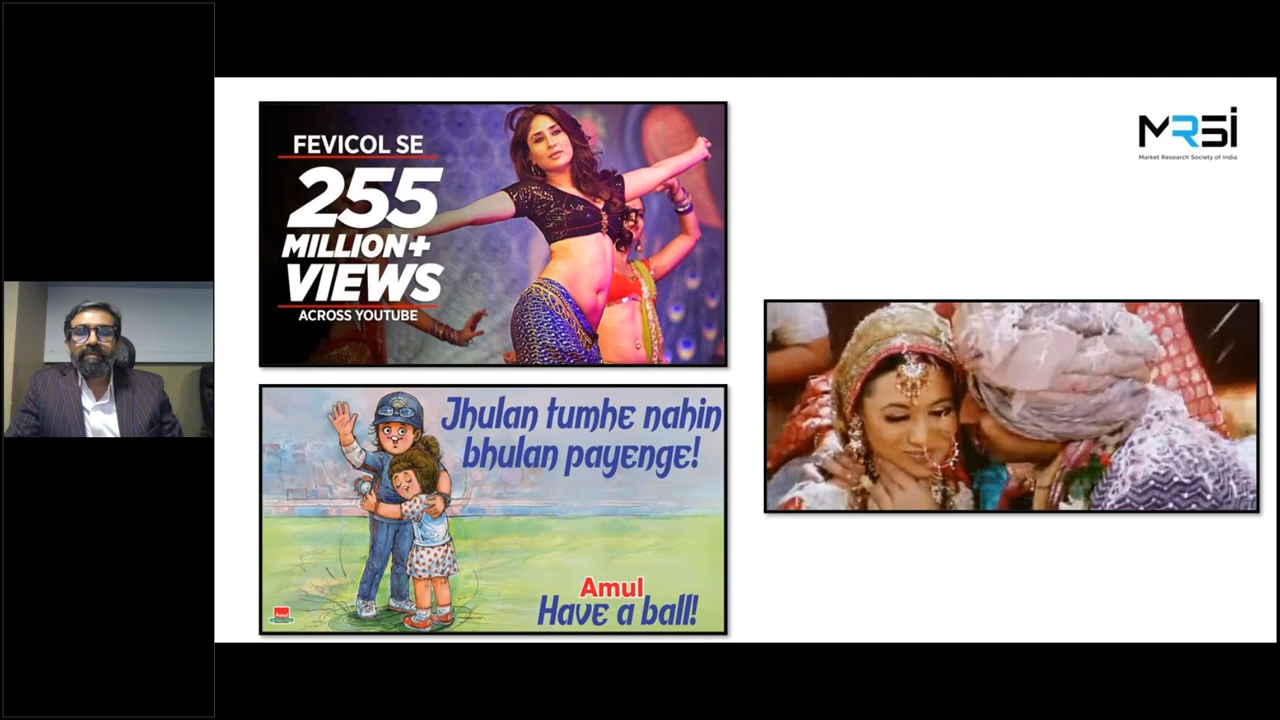 FEVICOL SE
255
MILLION+
VIEWS
ACROSS YOUTUBE
MRSI
Market Research Society of India
Jhulan tumhe nahin
bhulan payenge!
Amul
Have a ball!
Amul